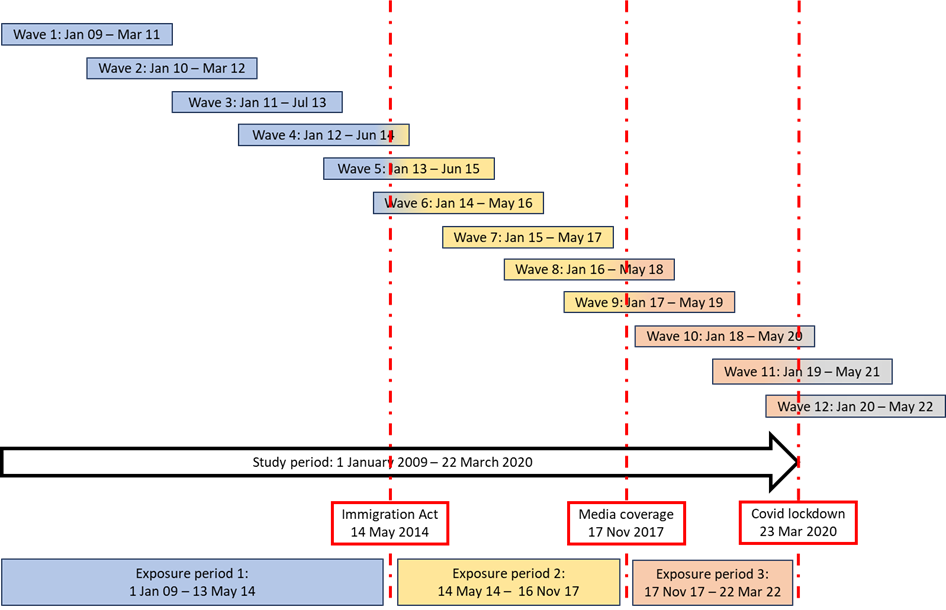 Wave 1: Jan 09 – Mar 11
Wave 2: Jan 10 – Mar 12
Wave 3: Jan 11 – Jul 13
Wave 4: Jan 12 – Jun 14
Wave 5: Jan 13 – Jun 15
Wave 6: Jan 14 – May 16
Wave 7: Jan 15 – May 17
Wave 8: Jan 16 – May 18
Wave 9: Jan 17 – May 19
Wave 10: Jan 18 – May 20
Wave 11: Jan 19 – May 21
Wave 12: Jan 20 – May 22
Study period: 1 January 2009 – 22 March 2020
Immigration Act
14 May 2014
Media coverage
17 Nov 2017
Covid lockdown
23 Mar 2020
Exposure period 1:
1 Jan 09 – 13 May 14
Exposure period 2:
14 May 14 – 16 Nov 17
Exposure period 3:
17 Nov 17 – 22 Mar 22